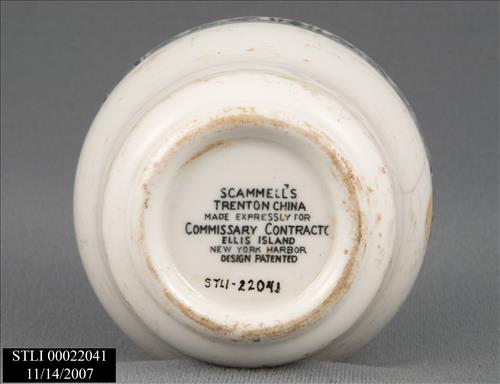 SCAMMELL'S
TRENTON CHINA
MADE EXPRESSLY FOR
COMMISSARY CONTRACTO
ELLIS ISLAND
NEW YORK HARBOR
DESIGN PATENTED
STLI-22041
STLI 00022041
11/14/2007